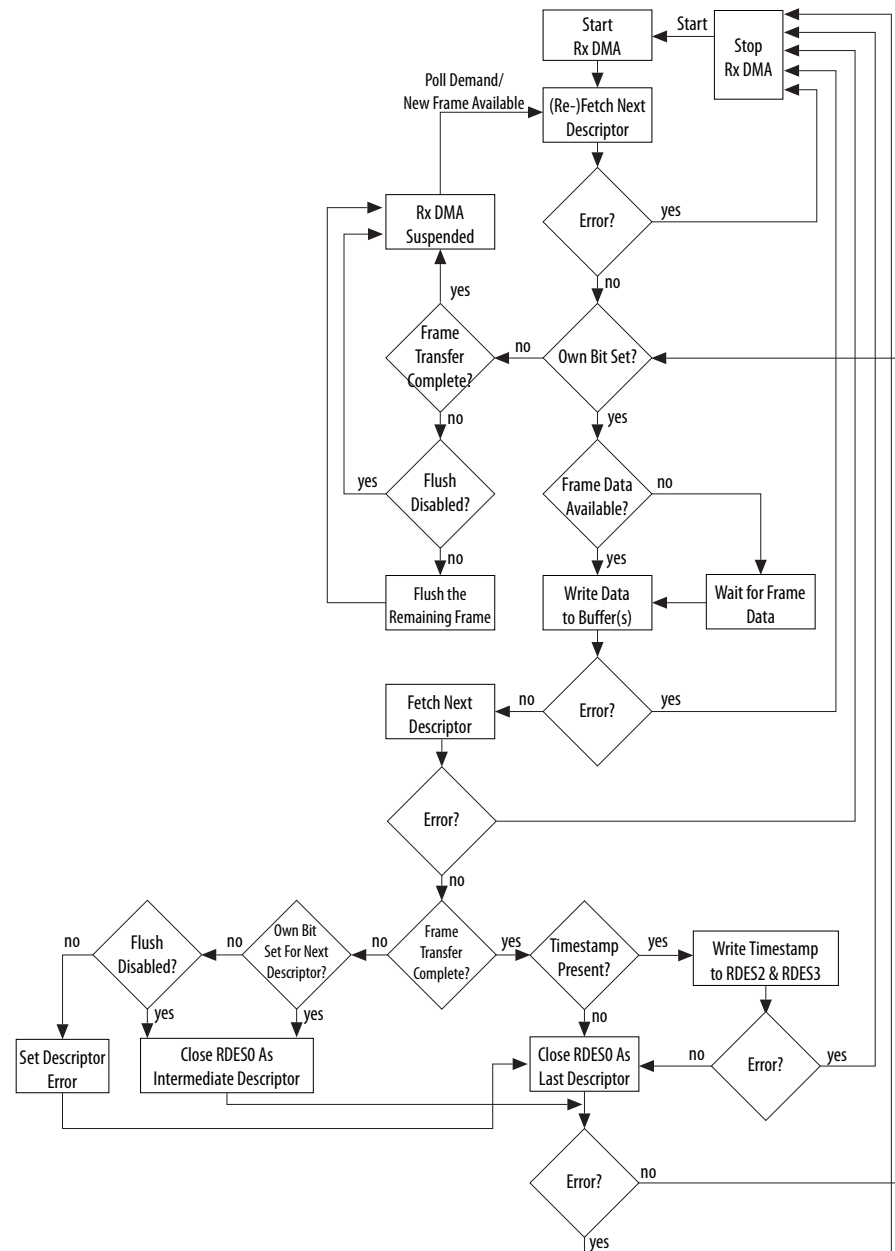 Start
Rx DMA
Start
Stop
Rx DMA
Poll Demand/
New Frame Available
(Re-)Fetch Next
Descriptor
Rx DMA
Suspended
Error?
yes
yes
no
Frame
Transfer
Complete?
no
Own Bit Set?
no
yes
yes
Flush
Disabled?
Frame Data
Available?
no
no
yes
Flush the
Remaining Frame
Write Data
to Buffer(s)
Wait for Frame
Data
Fetch Next
Descriptor
no
Error?
yes
Error?
no
no
Flush
Disabled?
no
Own Bit
Set For Next
Descriptor?
no
Frame
Transfer
Complete?
yes
Timestamp
Present?
yes
Write Timestamp
to RDES2 & RDES3
yes
yes
no
Set Descriptor
Error
Close RDES0 As
Intermediate Descriptor
Close RDES0 As
Last Descriptor
no
Error?
yes
Error?
no
yes